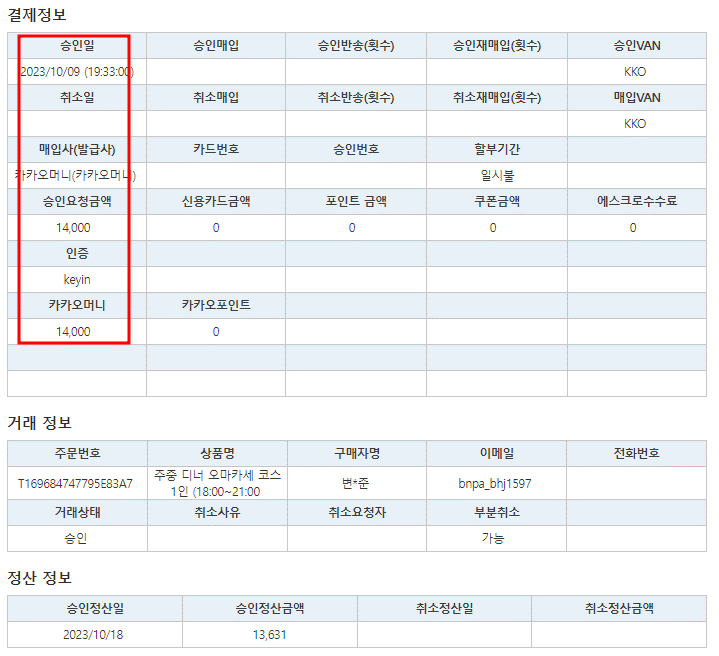 결제정보
승인일 승인매입 승인반송(횟수) 승인재매입(횟수) 승인VAN
2023/10/09 (19:33:00) KKO
취소일 취소매입 취소반송(횟수) 취소재매입(횟수) 매입VAN
KKO
매입사(발급사) 카드번호 승인번호 할부기간
카카오머니(카카오머니) 일시불
승인요청금액 신용카드금액 포인트 금액 쿠폰금액 에스크로수수료
14,000 0 0 0 0
인증
keyin
카카오머니 카카오포인트
14,000 0
거래 정보
주문번호 상품명 구매자명 이메일 전화번호
T169684747795E83A7 주중 디너 오마카세 코스 1인 (18:00~21:00 변*준 bnpa_bhj1597
거래상태 취소사유 취소요청자 부분취소
승인 가능
정산 정보
승인정산일 승인정산금액 취소정산일 취소정산금액
2023/10/18 13,631